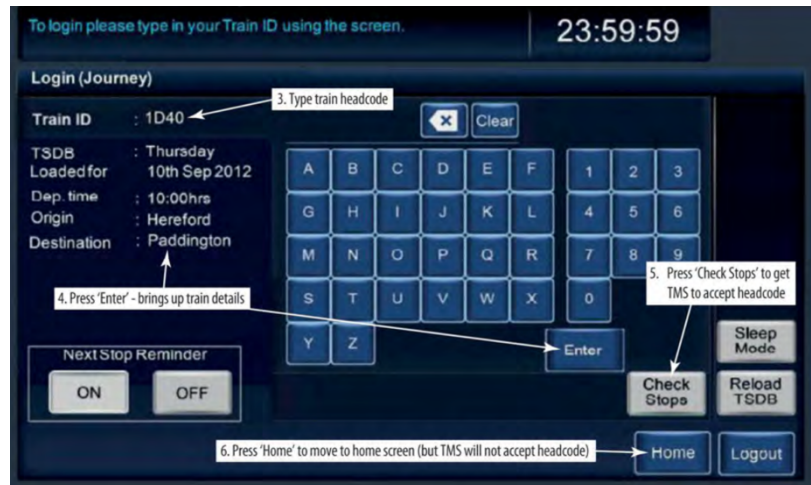 To login please type in your Train ID using the screen.
23:59:59
Login (Journey)
3. Type train headcode
Train ID : 1D40
Clear
TSDB : Thursday
Loaded for 10th Sep 2012
Dep. time : 10:00hrs
Origin : Hereford
Destination : Paddington
A B C D E F 1 2 3
G H I J K L 4 5 6
M N O P Q R 7 8 9
S T U V W X 0
Y Z Enter
4. Press 'Enter' - brings up train details
5. Press 'Check Stops' to get
TMS to accept headcode
Next Stop Reminder
ON OFF
Sleep
Mode
Check
Stops
Reload
TSDB
6. Press 'Home' to move to home screen (but TMS will not accept headcode)
Home
Logout